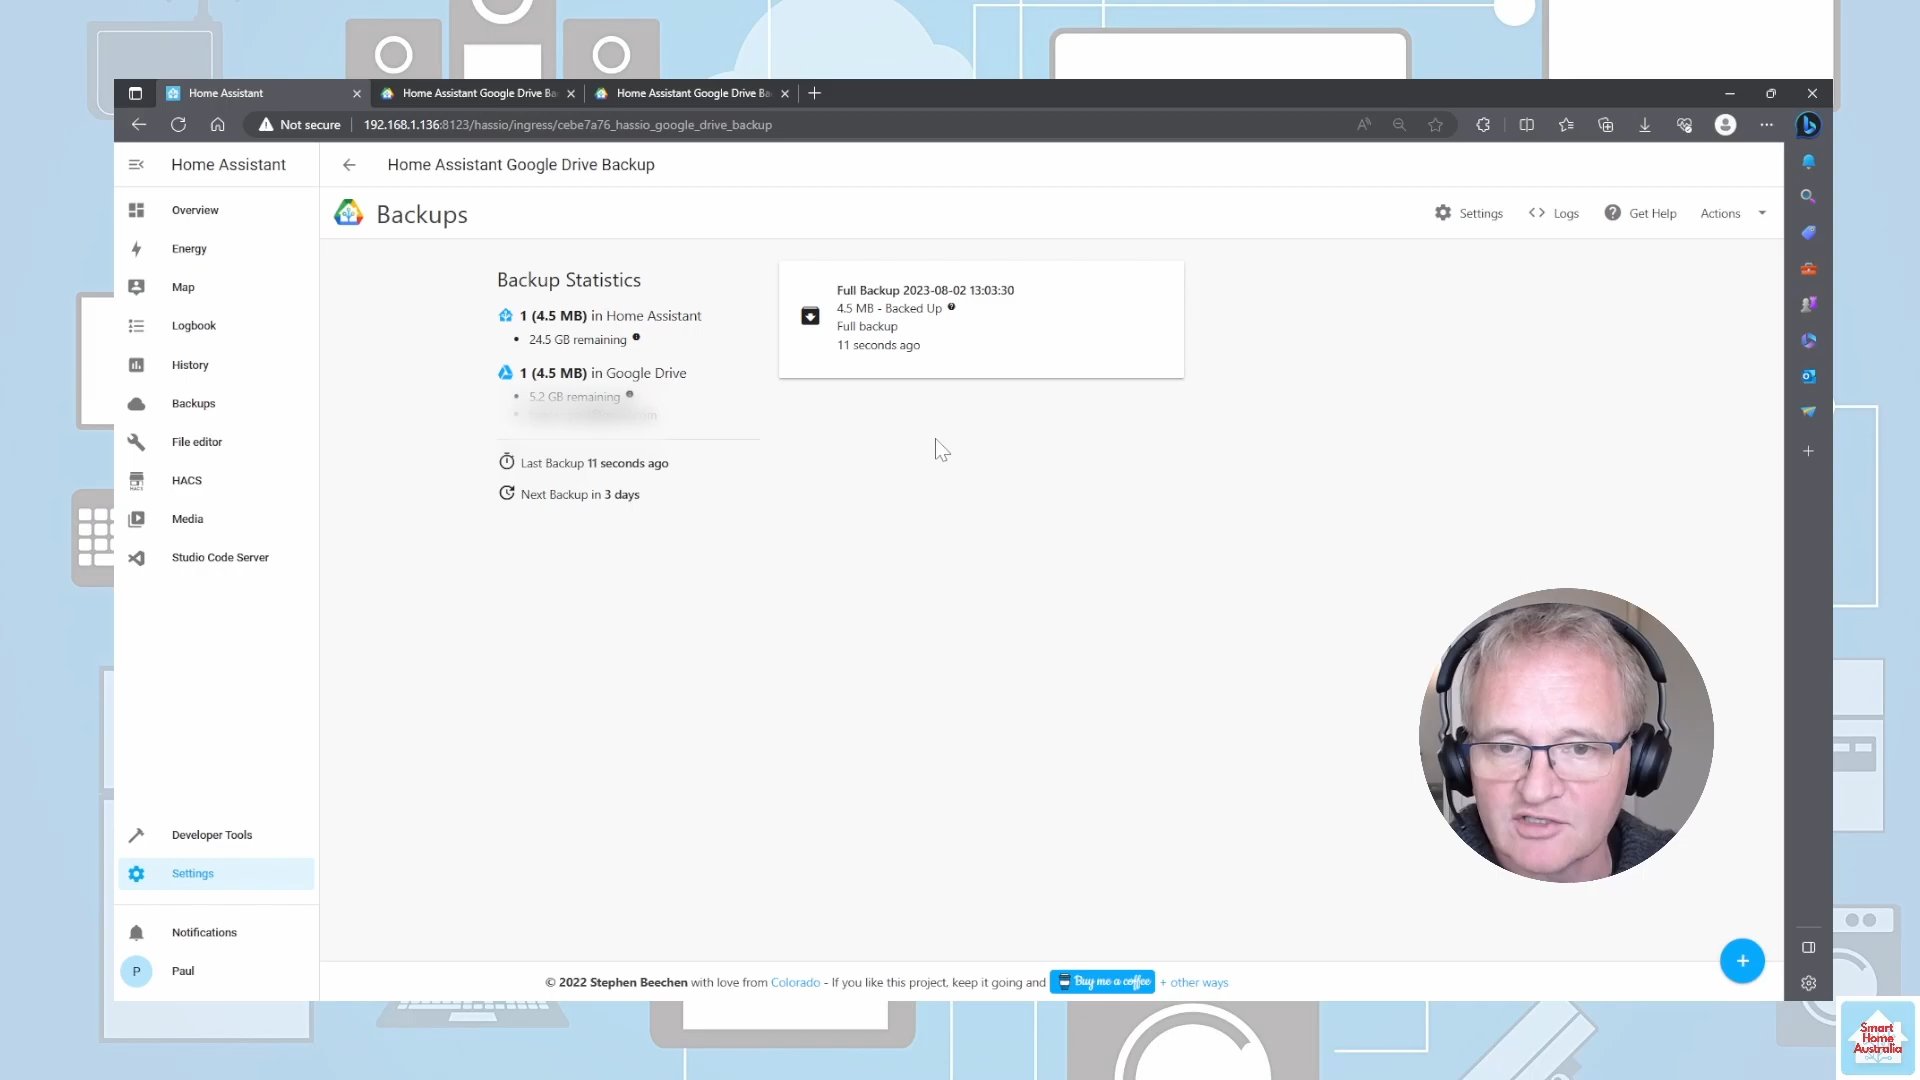 Home Assistant
Home Assistant Google Drive Ba
Home Assistant Google Drive Ba
Not secure
192.168.1.136:8123/hassio/ingress/cebe7a76_hassio_google_drive_backup
Home Assistant
Home Assistant Google Drive Backup
Overview
Energy
Map
Logbook
History
Backups
File editor
HACS
Media
Studio Code Server
Developer Tools
Settings
Notifications
P
Paul
Backups
Settings
Logs
Get Help
Actions
Backup Statistics
1 (4.5 MB) in Home Assistant
24.5 GB remaining
1 (4.5 MB) in Google Drive
5.2 GB remaining
Last Backup 11 seconds ago
Next Backup in 3 days
Full Backup 2023-08-02 13:03:30
4.5 MB - Backed Up
Full backup
11 seconds ago
© 2022 Stephen Beechen with love from Colorado - If you like this project, keep it going and Buy me a coffee + other ways
Smart
Home
Australia